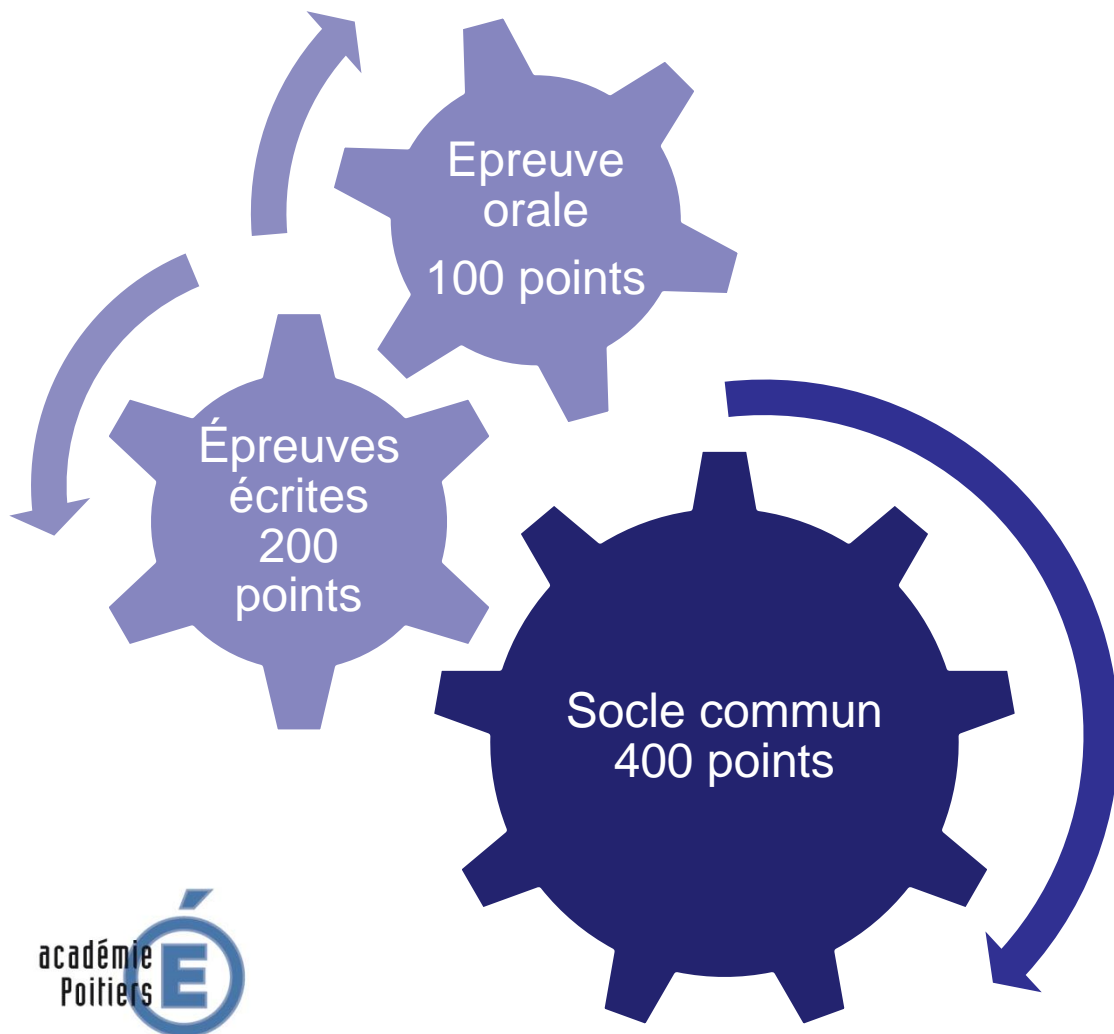 Epreuve
orale
100 points
Épreuves
écrites
200
points
Socle commun
400 points
académie
Poitiers
É